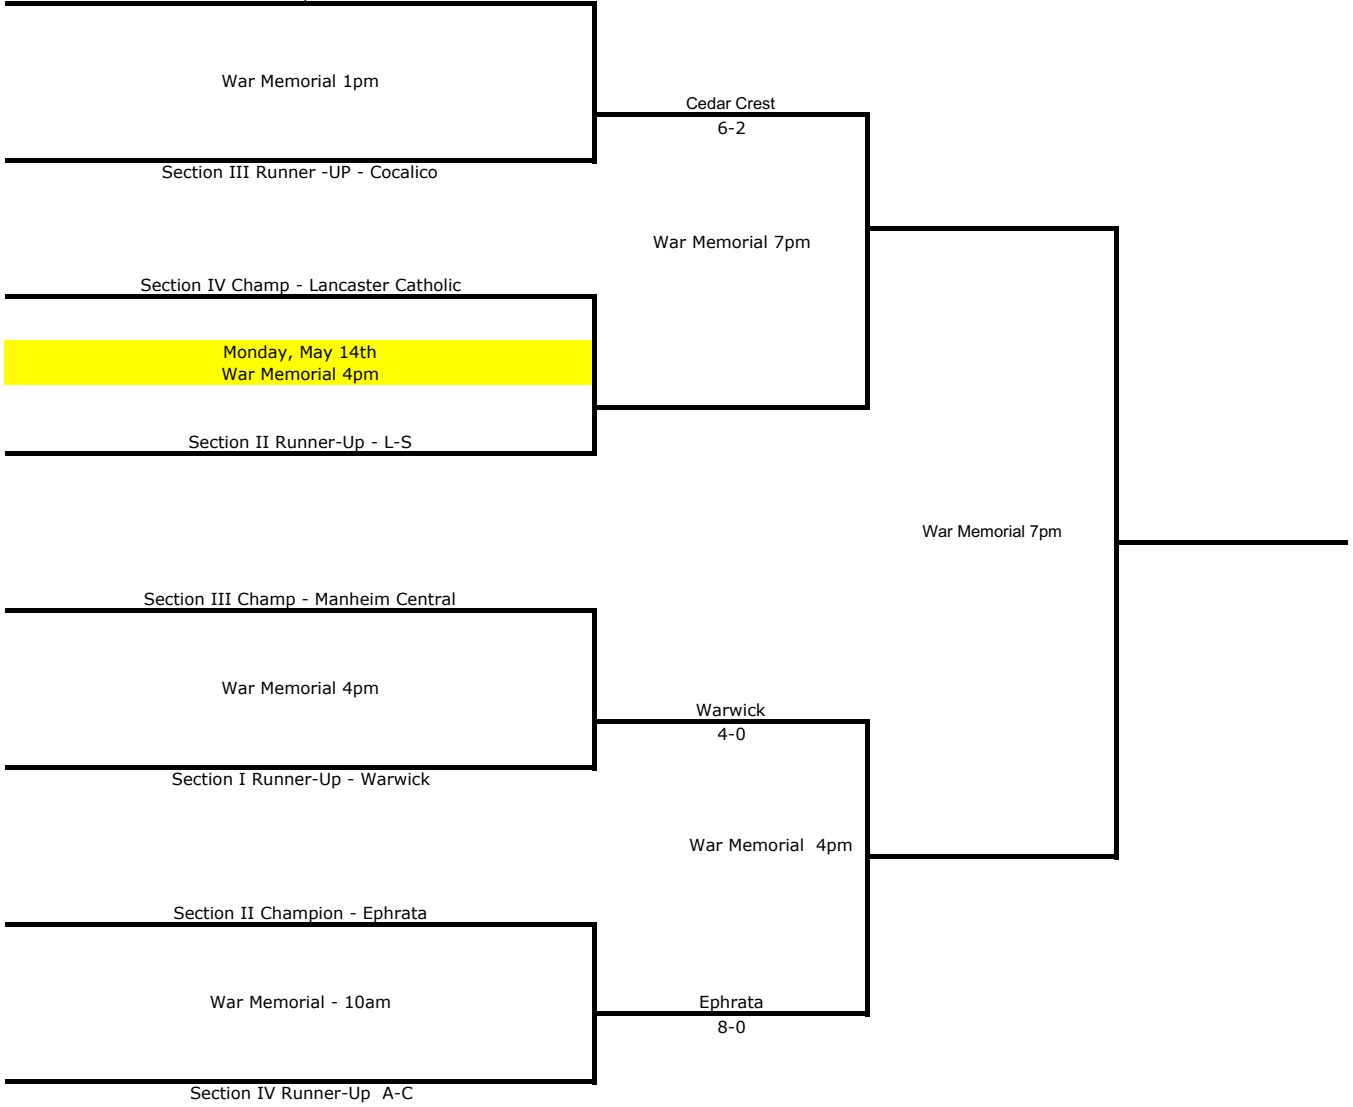 War Memorial 1pm
Cedar Crest
6-2
Section III Runner -UP - Cocalico
War Memorial 7pm
Section IV Champ - Lancaster Catholic
Monday, May 14th
War Memorial 4pm
Section II Runner-Up - L-S
War Memorial 7pm
Section III Champ - Manheim Central
War Memorial 4pm
Warwick
4-0
Section I Runner-Up - Warwick
War Memorial  4pm
Section II Champion - Ephrata
War Memorial - 10am
Ephrata
8-0
Section IV Runner-Up  A-C